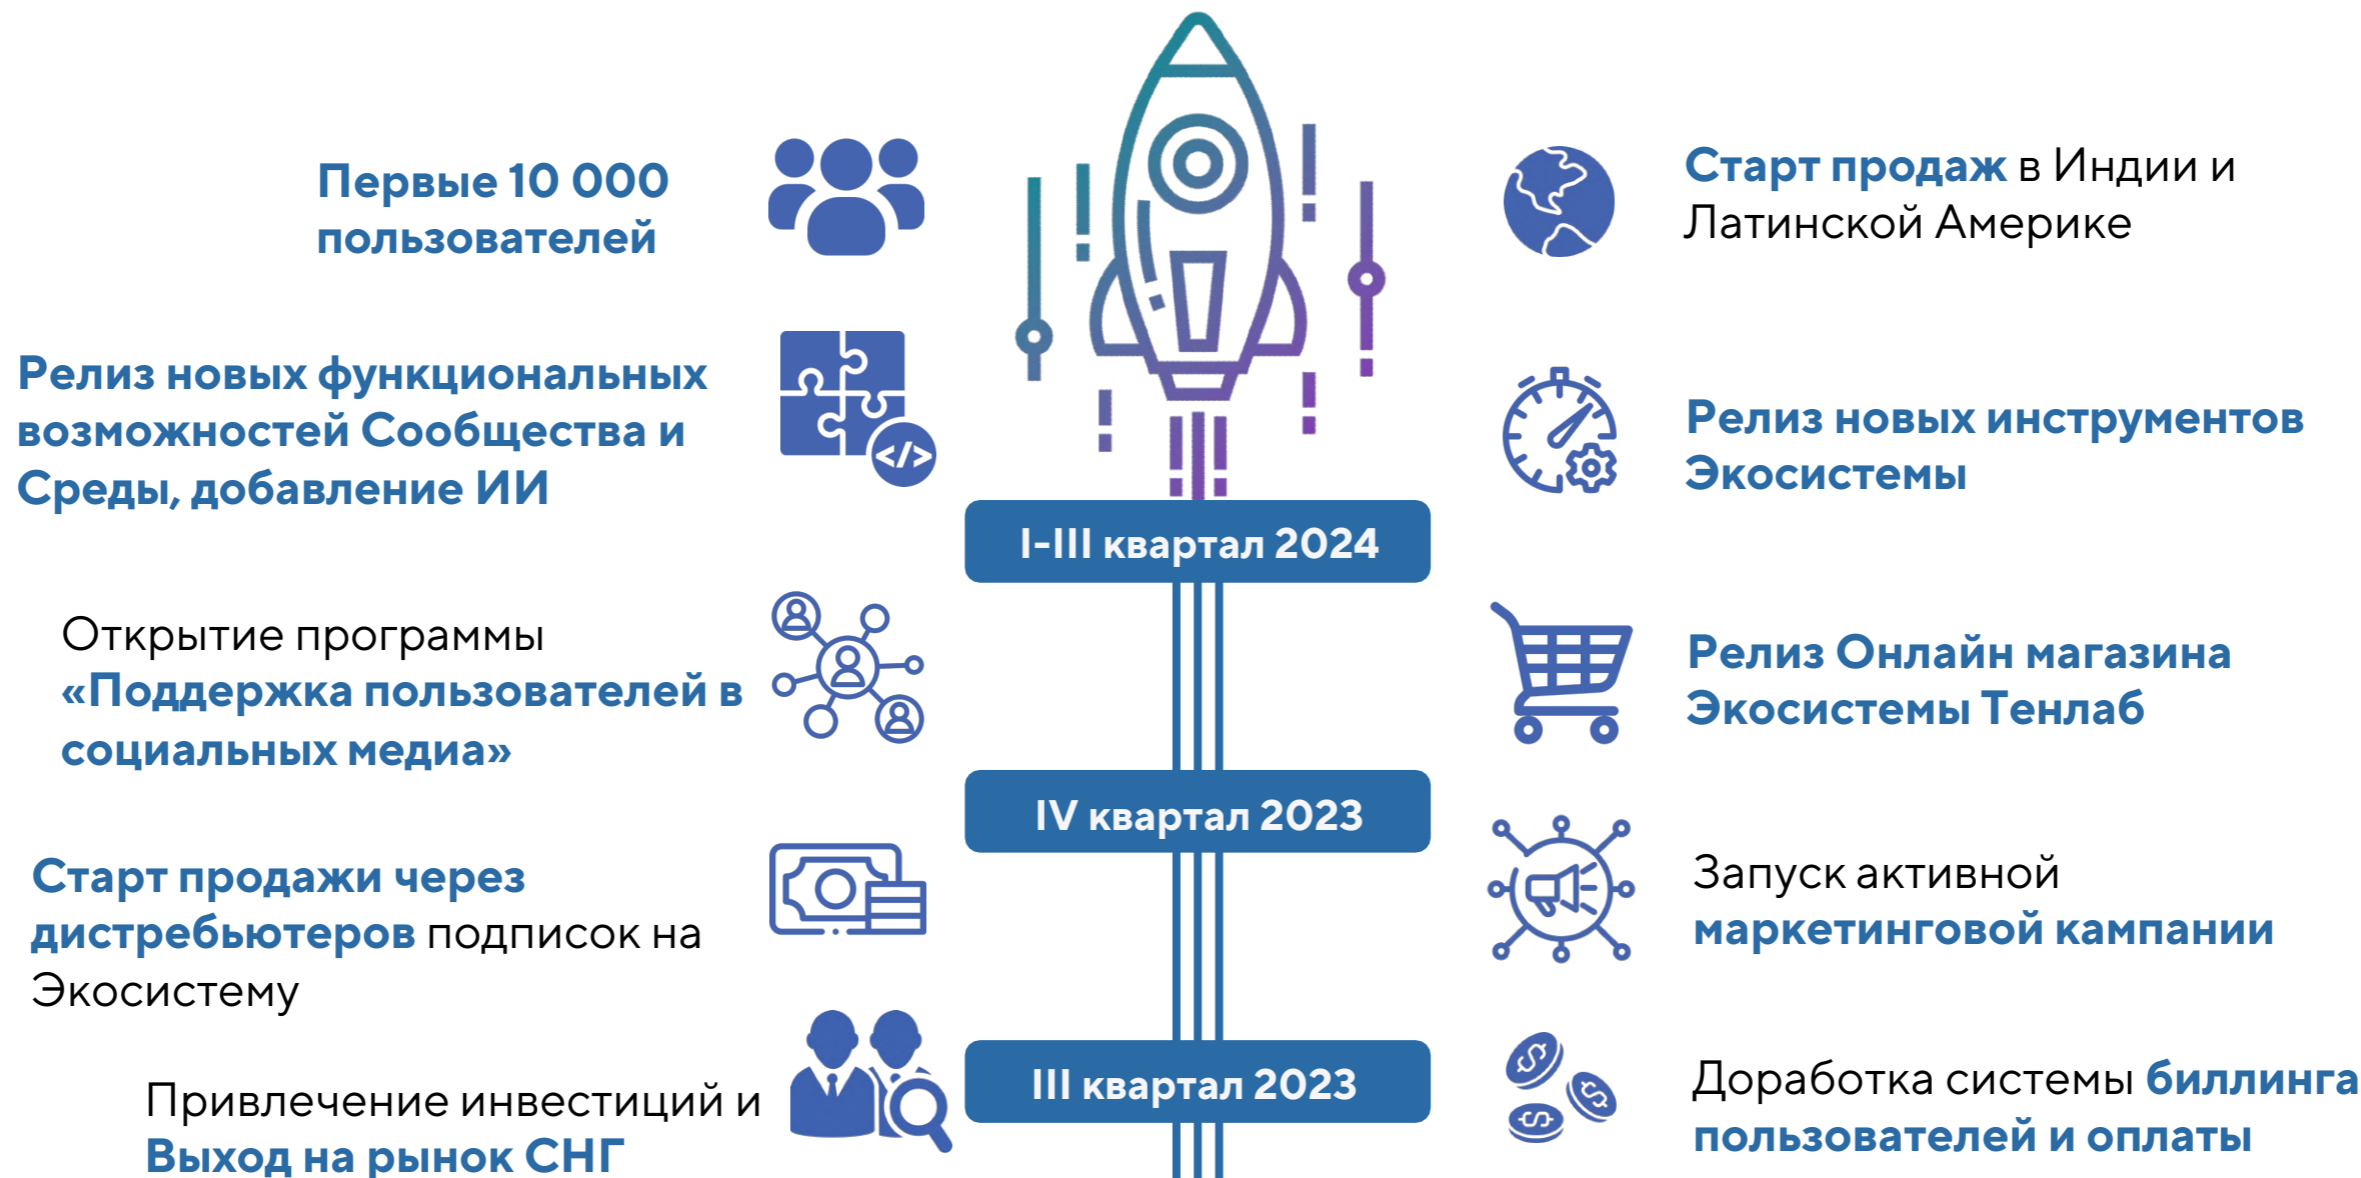 Первые 10 000
пользователей
Старт продаж в Индии и
Латинской Америке
Релиз новых функциональных
возможностей Сообщества и
Среды, добавление ИИ
</>
Релиз новых инструментов
Экосистемы
I-III квартал 2024
Открытие программы
«Поддержка пользователей в
социальных медиа»
Релиз Онлайн магазина
Экосистемы Тенлаб
IV квартал 2023
Старт продажи через
дистребьютеров подписок на
Экосистему
Запуск активной
маркетинговой кампании
III квартал 2023
Привлечение инвестиций и
Выход на рынок СНГ
$
$
$
Доработка системы биллинга
пользователей и оплаты